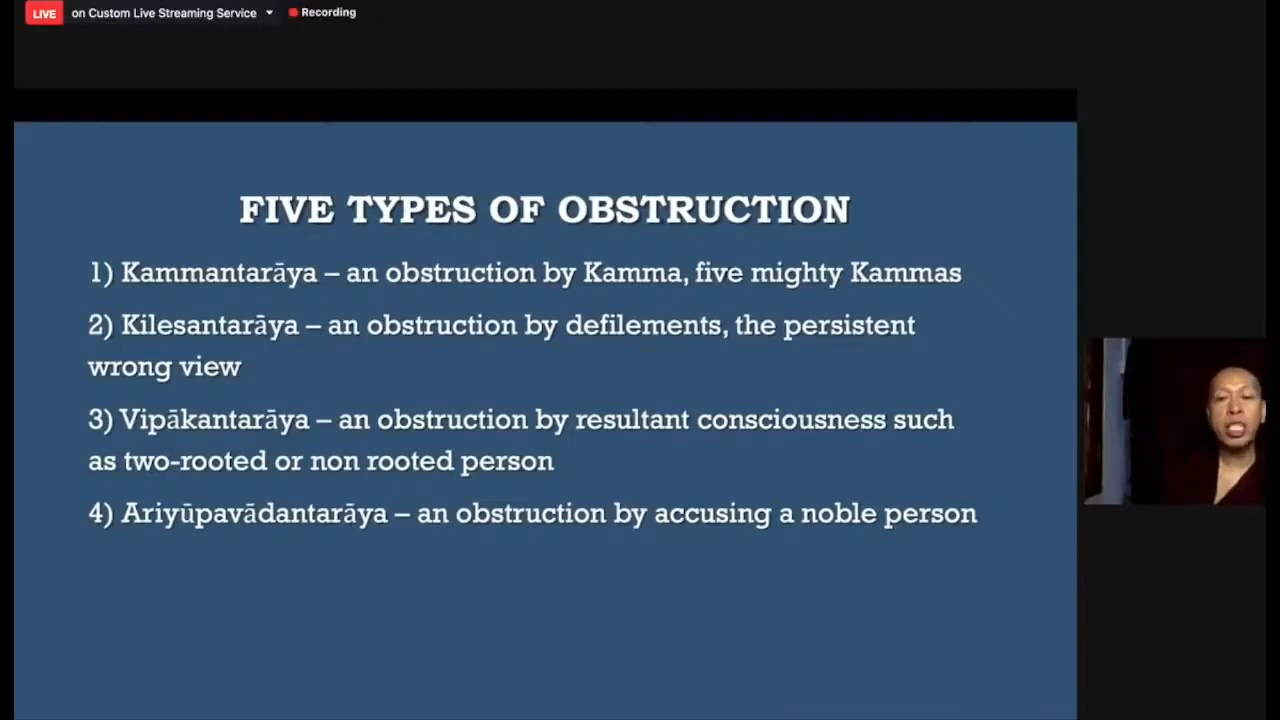 LIVE on Custom Live Streaming Service Recording
FIVE TYPES OF OBSTRUCTION
1) Kammantarāya – an obstruction by Kamma, five mighty Kammas
2) Kilesantarāya – an obstruction by defilements, the persistent
wrong view
3) Vipākantarāya – an obstruction by resultant consciousness such
as two-rooted or non rooted person
4) Ariyūpavādantarāya – an obstruction by accusing a noble person